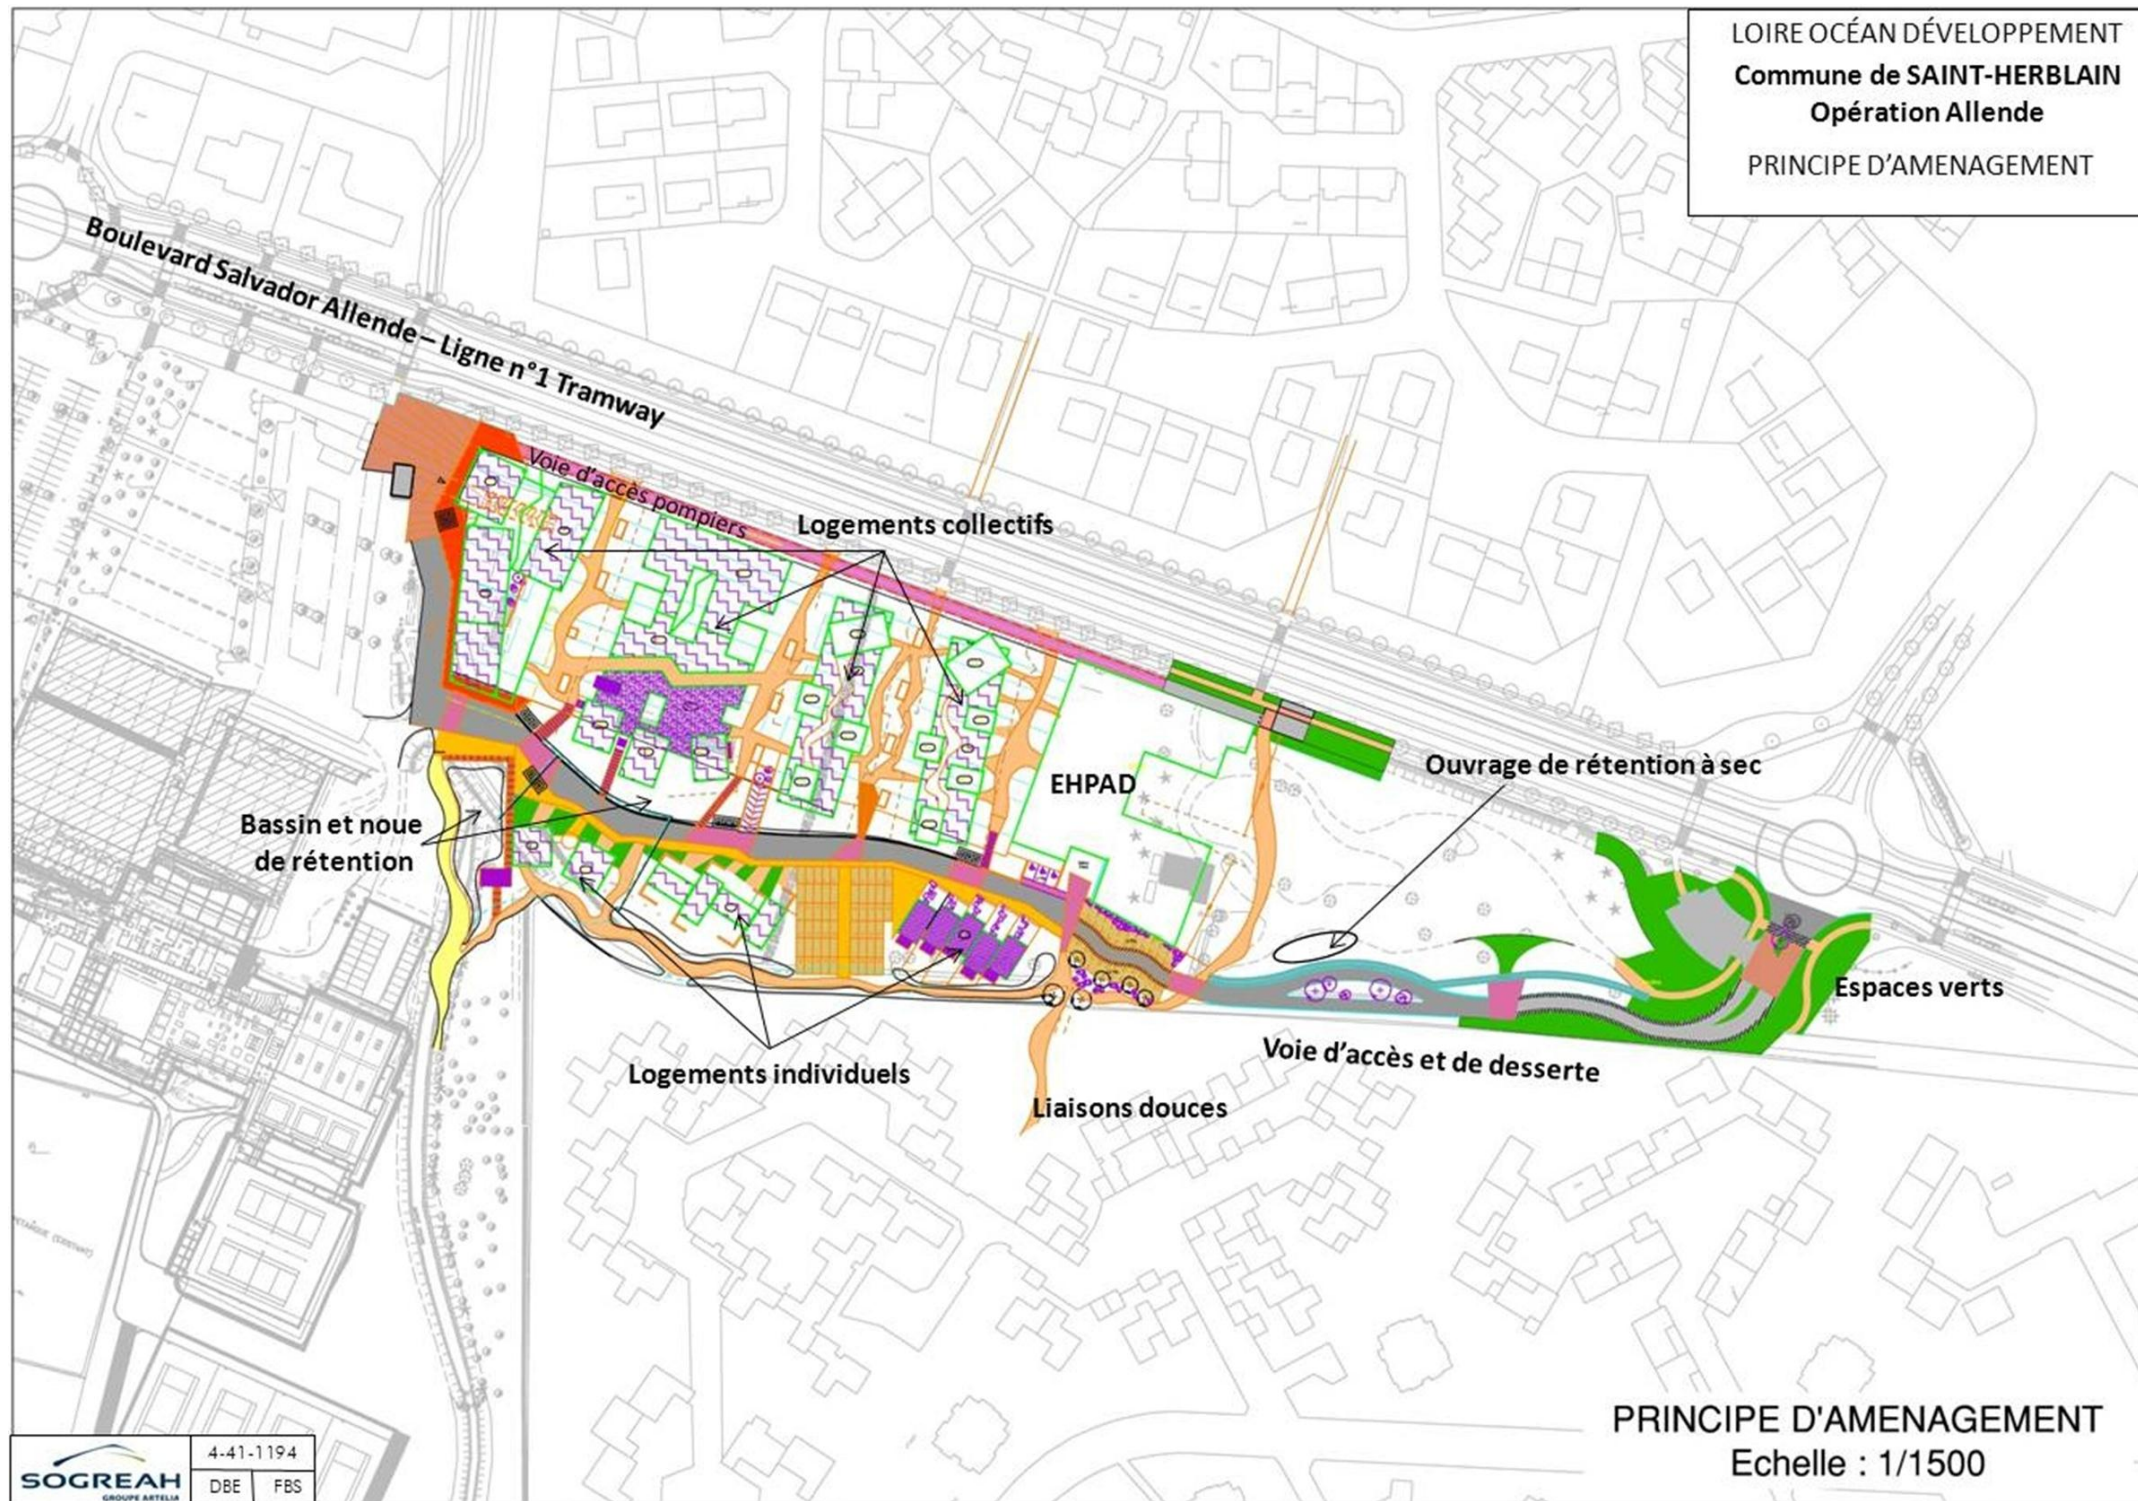 LOIRE OCÉAN DÉVELOPPEMENT
Commune de SAINT-HERBLAIN
Opération Allende
PRINCIPE D'AMENAGEMENT
Boulevard Salvador Allende – Ligne n°1 Tramway
Voie d'accès pompiers
Logements collectifs
EHPAD
Ouvrage de rétention à sec
Bassin et noue
de rétention
Espaces verts
Voie d'accès et de desserte
Logements individuels
Liaisons douces
PRINCIPE D'AMENAGEMENT
Echelle : 1/1500
SOGREAH
GROUPE ARTELIA
4-41-1194
DBE FBS